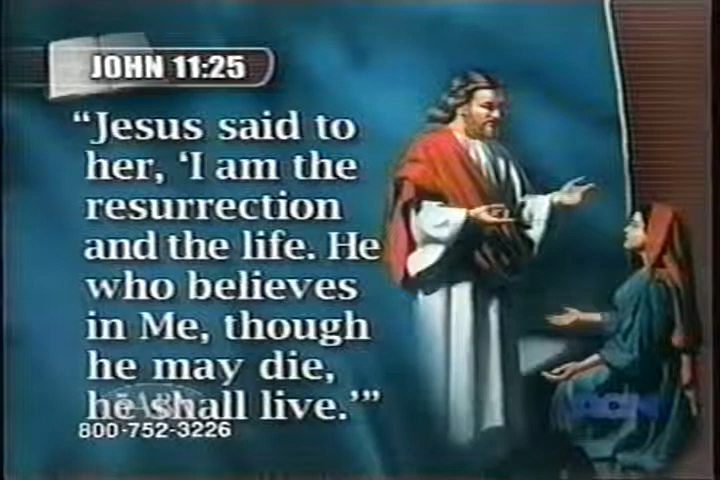 JOHN 11:25
“Jesus said to
her, ‘I am the
resurrection
and the life. He
who believes
in Me, though
he may die,
he shall live.’”
3ABN
800-752-3226